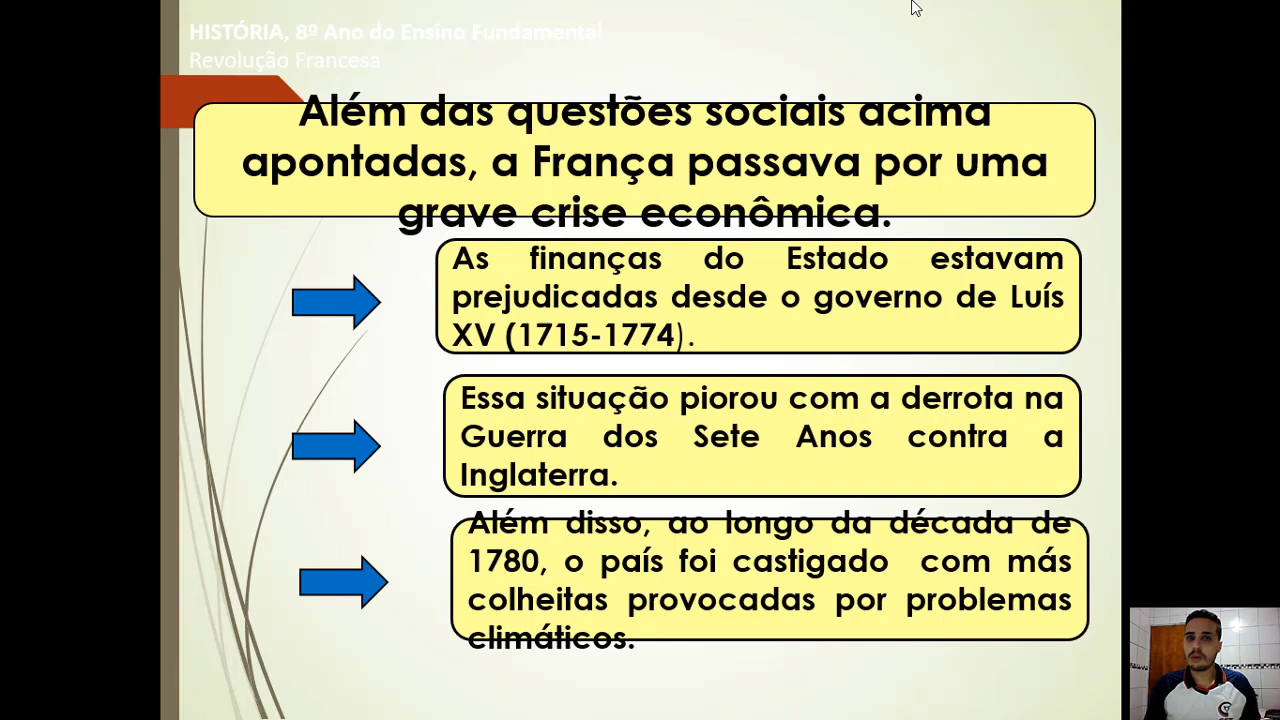 HISTÓRIA, 8º Ano do Ensino Fundamental
Revolução Francesa
Além das questões sociais acima
apontadas, a França passava por uma
grave crise econômica.
As finanças do Estado estavam
prejudicadas desde o governo de Luís
XV (1715-1774).
Essa situação piorou com a derrota na
Guerra dos Sete Anos contra a
Inglaterra.
Além disso, ao longo da década de
1780, o país foi castigado com más
colheitas provocadas por problemas
climáticos.